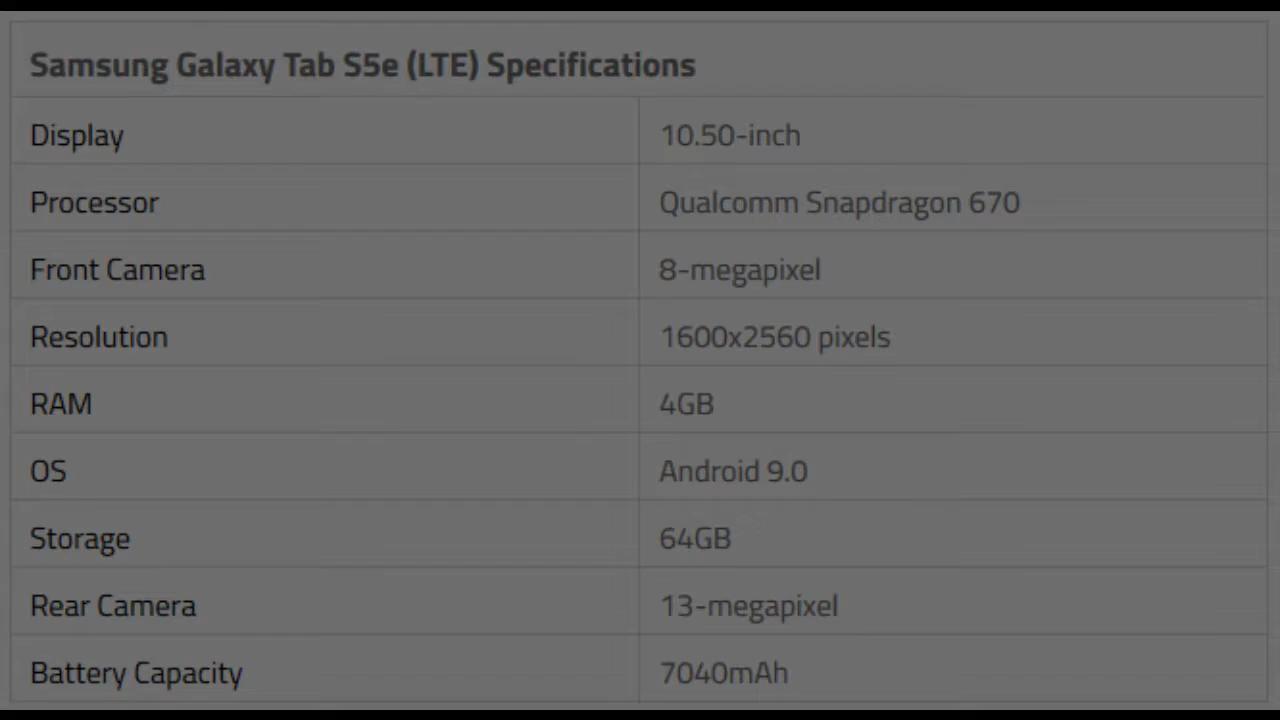 Samsung Galaxy Tab S5e (LTE) Specifications
Display 10.50-inch
Processor Qualcomm Snapdragon 670
Front Camera 8-megapixel
Resolution 1600x2560 pixels
RAM 4GB
OS Android 9.0
Storage 64GB
Rear Camera 13-megapixel
Battery Capacity 7040mAh